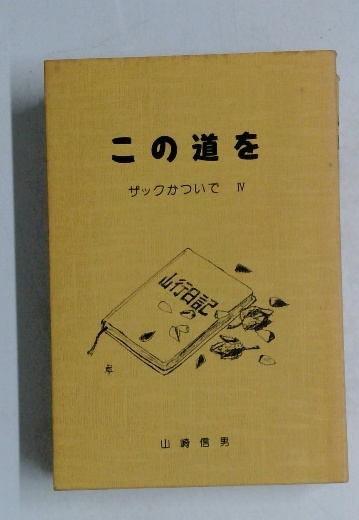 この道を
ザックかついで Ⅳ
山行日記
山崎信男